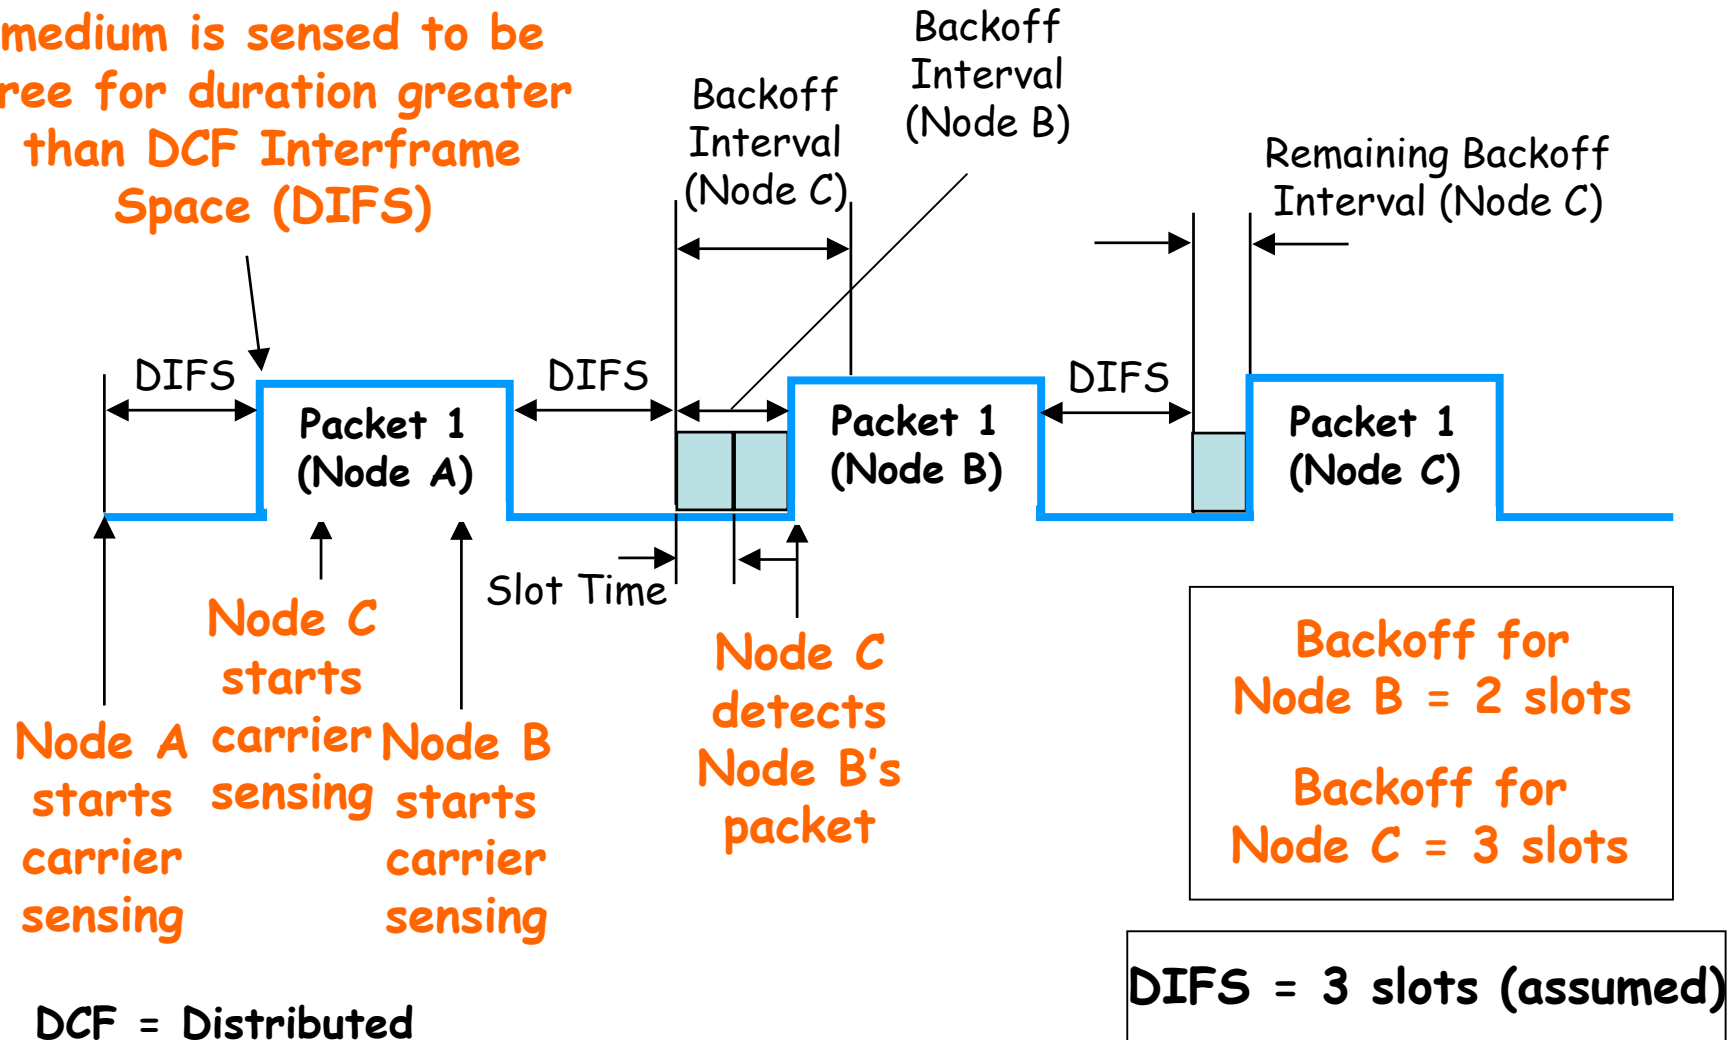 medium is sensed to be
ree for duration greater
than DCF Interframe
Space (DIFS)
Backoff
Interval
(Node C)
Backoff
Interval
(Node B)
Remaining Backoff
Interval (Node C)
DIFS
DIFS
DIFS
Packet 1
(Node A)
Packet 1
(Node B)
Packet 1
(Node C)
Slot Time
Node A
starts
carrier
sensing
Node C
starts
carrier
sensing
Node B
starts
carrier
sensing
Node C
detects
Node B's
packet
Backoff for
Node B = 2 slots
Backoff for
Node C = 3 slots
DIFS = 3 slots (assumed)
DCF = Distributed